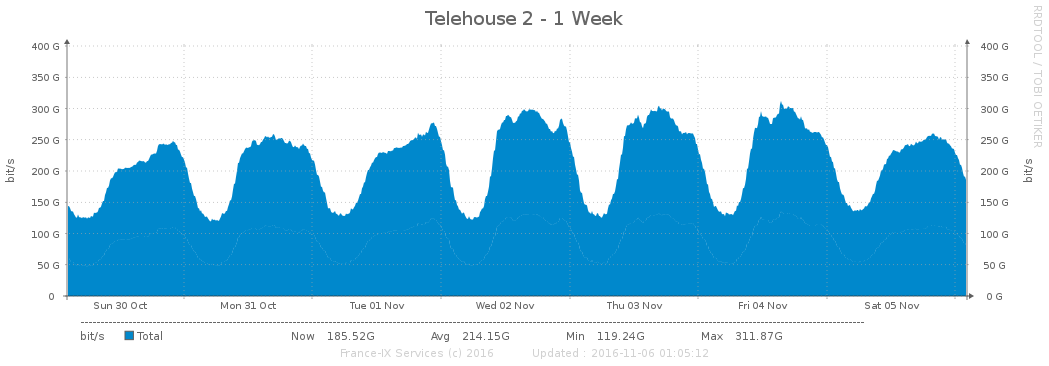 Telehouse 2 - 1 Week
RRDTOOL / TOBI OETIKER
bit/s
400 G 400 G
350 G 350 G
300 G 300 G
250 G 250 G
200 G 200 G
150 G 150 G
100 G 100 G
50 G 50 G
0 0 G
bit/s
Sun 30 Oct Mon 31 Oct Tue 01 Nov Wed 02 Nov Thu 03 Nov Fri 04 Nov Sat 05 Nov
bit/s Total Now 185.52G Avg 214.15G Min 119.24G Max 311.87G
France-IX Services (c) 2016 Updated : 2016-11-06 01:05:12